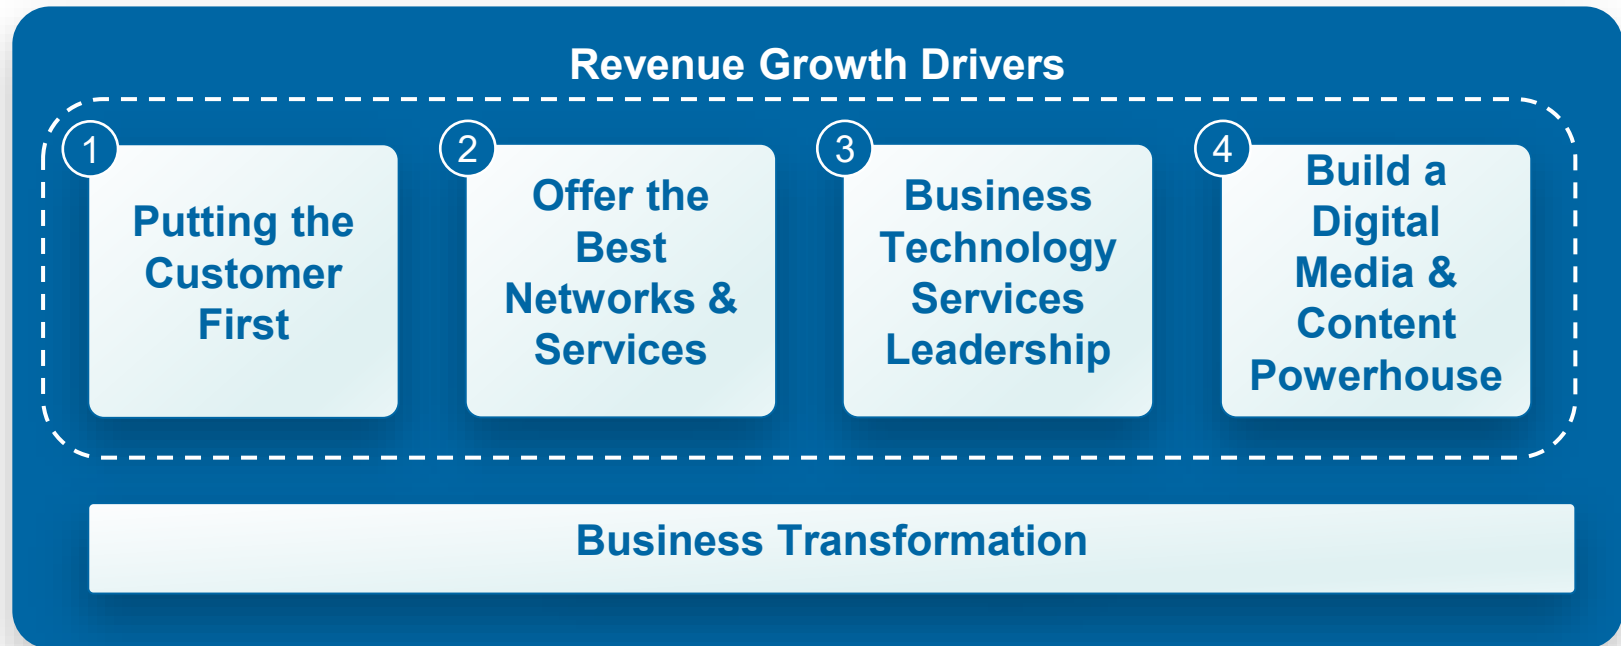 Revenue Growth Drivers
1
Putting the
Customer
First
2
Offer the
Best
Networks &
Services
3
Business
Technology
Services
Leadership
4
Build a
Digital
Media &
Content
Powerhouse
Business Transformation